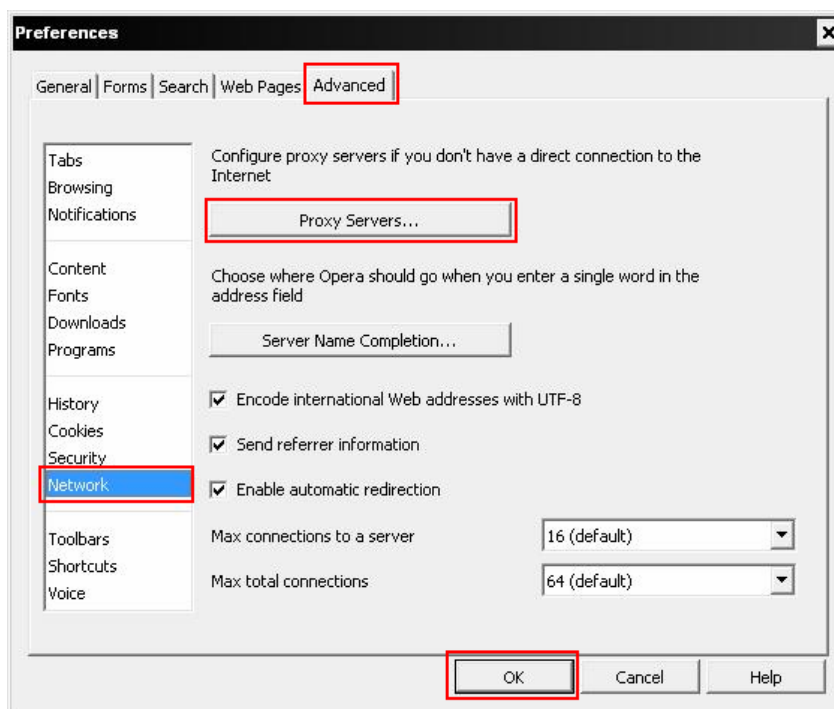 Preferences
General Forms Search Web Pages Advanced
Tabs
Browsing
Notifications
Content
Fonts
Downloads
Programs
History
Cookies
Security
Network
Toolbars
Shortcuts
Voice
Configure proxy servers if you don't have a direct connection to the
Internet
Proxy Servers...
Choose where Opera should go when you enter a single word in the
address field
Server Name Completion...
Encode international Web addresses with UTF-8
Send referrer information
Enable automatic redirection
Max connections to a server 16 (default)
Max total connections 64 (default)
OK Cancel Help